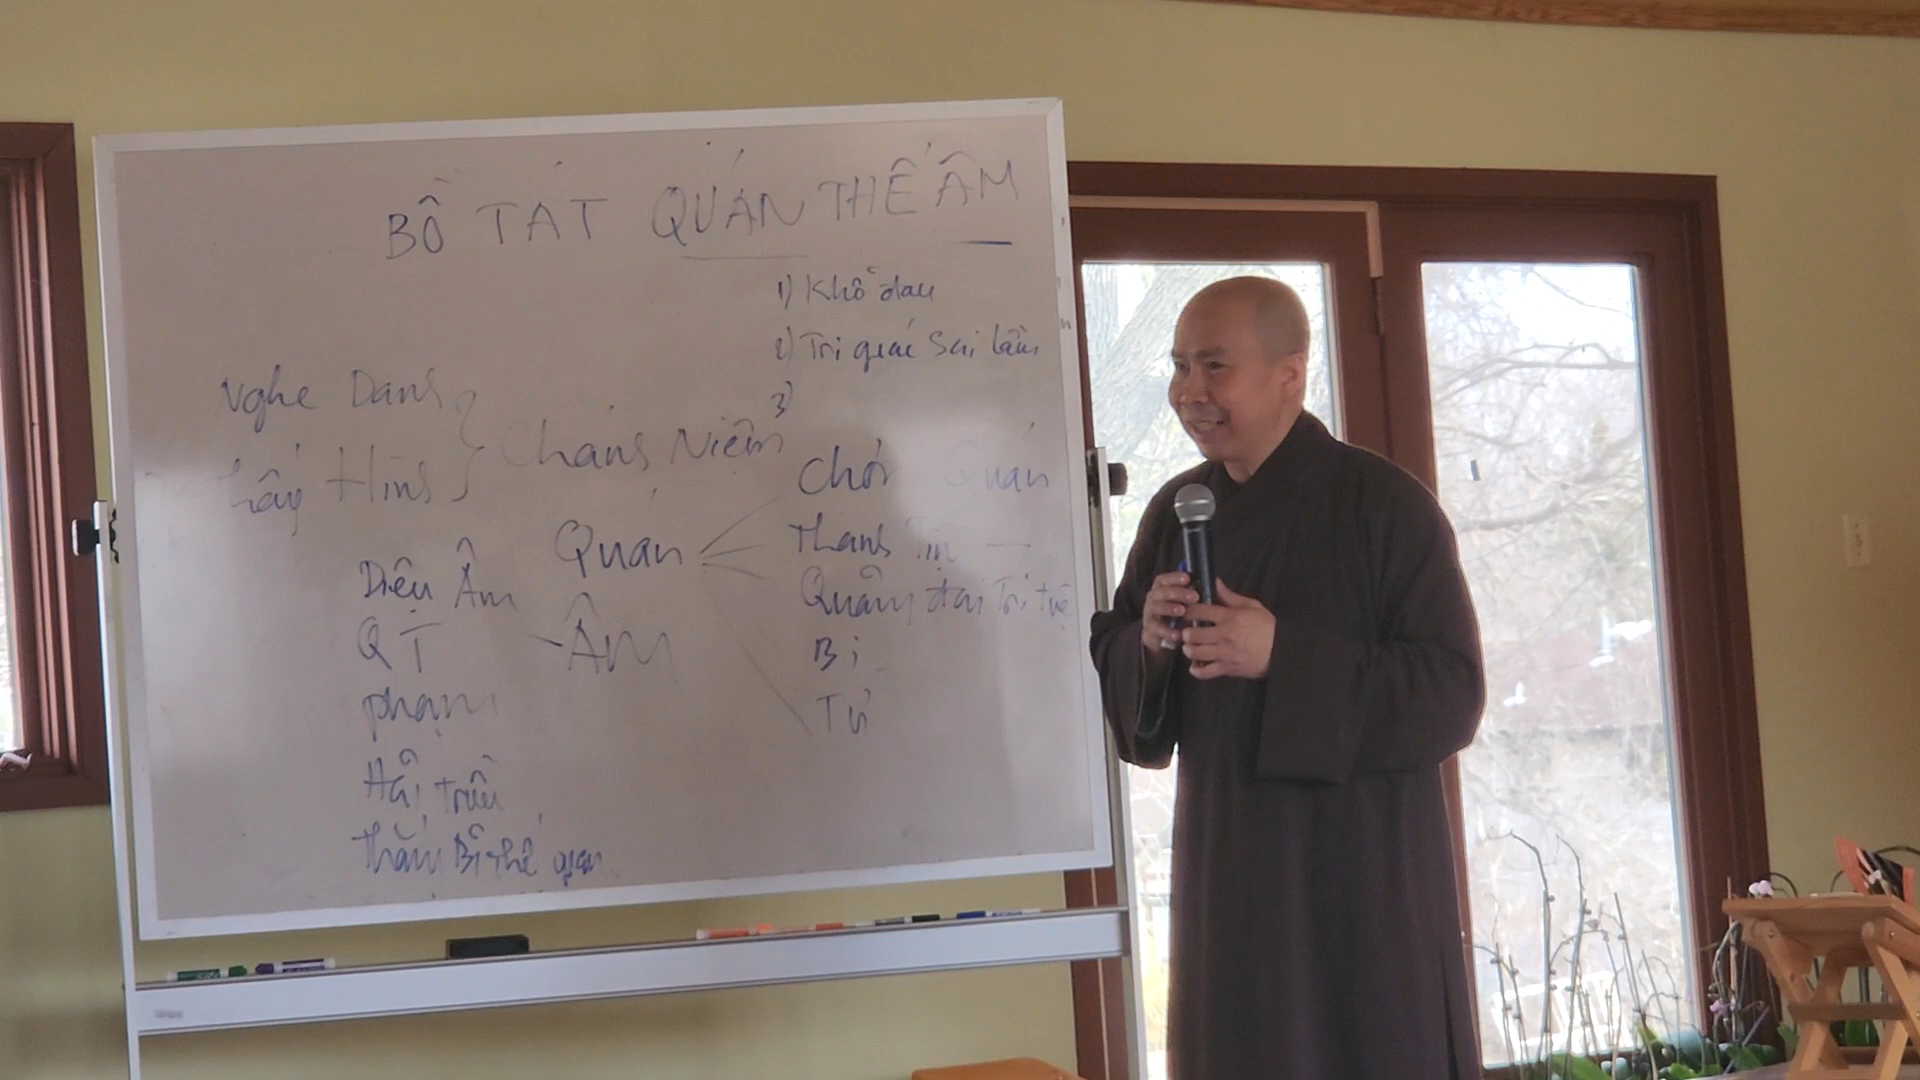 BỒ TÁT QUÁN THẾ ÂM
1) Khổ đau
2) Tri giác Sai lầm
3)
Nghe Danh
thấy Hình
Chánh Niệm
Quán
Chơn Quán
Thanh Tịnh —
Quảng đại Trí tuệ
Bi
Từ
Diệu Âm
QT
phạm
Hải Triều
thắng Bỉ thế gian
Âm